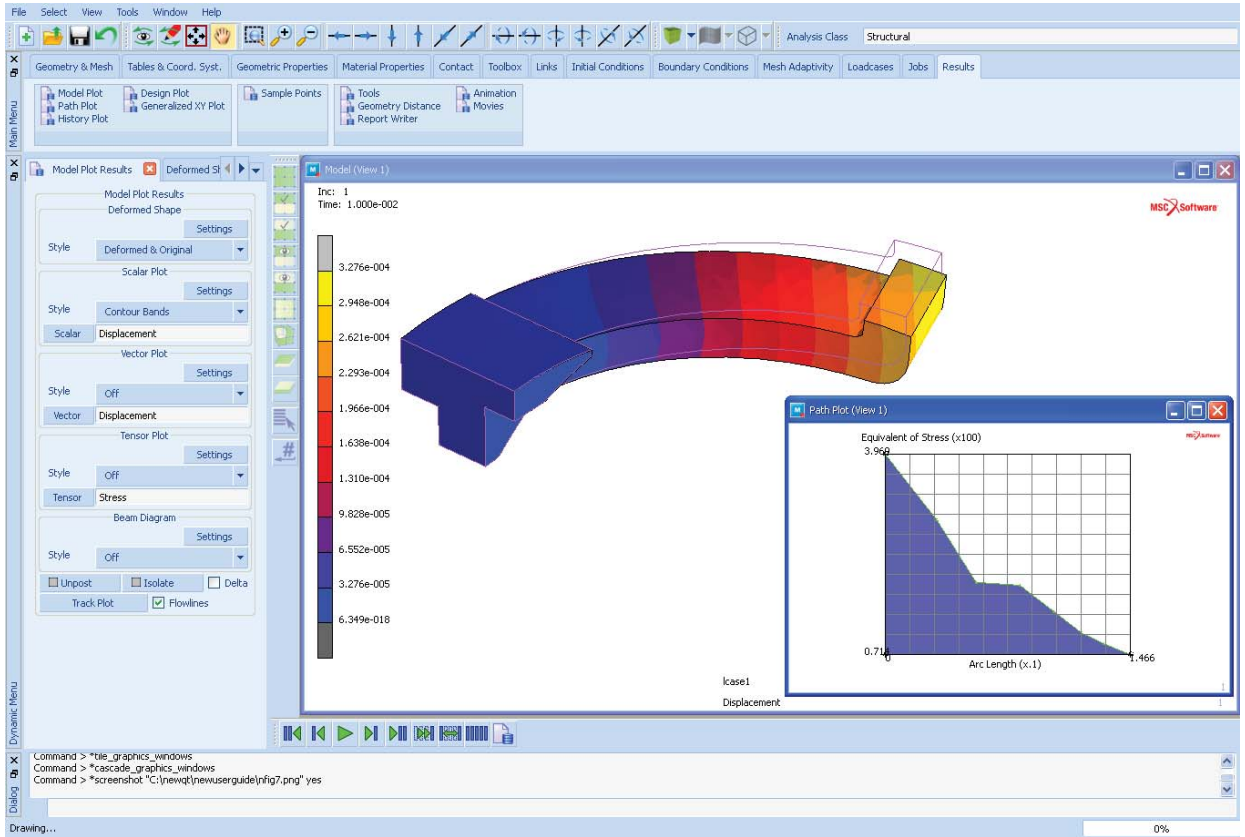 File Select View Tools Window Help
Analysis Class Structural
Geometry & Mesh Tables & Coord. Syst. Geometric Properties Material Properties Contact Toolbox Links Initial Conditions Boundary Conditions Mesh Adaptivity Loadcases Jobs Results
Main Menu
Model Plot Design Plot Sample Points Tools Animation
Path Plot Generalized XY Plot Geometry Distance Movies
History Plot Report Writer
Dynamic Menu
Model Plot Results Deformed Sh
Model Plot Results
Deformed Shape
Settings
Style Deformed & Original
Scalar Plot
Settings
Style Contour Bands
Scalar Displacement
Vector Plot
Settings
Style Off
Vector Displacement
Tensor Plot
Settings
Style Off
Tensor Stress
Beam Diagram
Settings
Style Off
Unpost Isolate Delta
Track Plot Flowlines
Model (View 1)
Inc: 1
Time: 1.000e-002
MSC Software
3.276e-004
2.948e-004
2.621e-004
2.293e-004
1.966e-004
1.638e-004
1.310e-004
9.828e-005
6.552e-005
3.276e-005
6.349e-018
lcase1
Displacement
1
Path Plot (View 1)
Equivalent of Stress (x100)
MSC Software
3.969
0.714
0
1.466
Arc Length (x.1)
1
Dialog
Command > *tile_graphics_windows
Command > *cascade_graphics_windows
Command > *screenshot "C:\newqt\newuserguide\nfig7.png" yes
Drawing... 0%